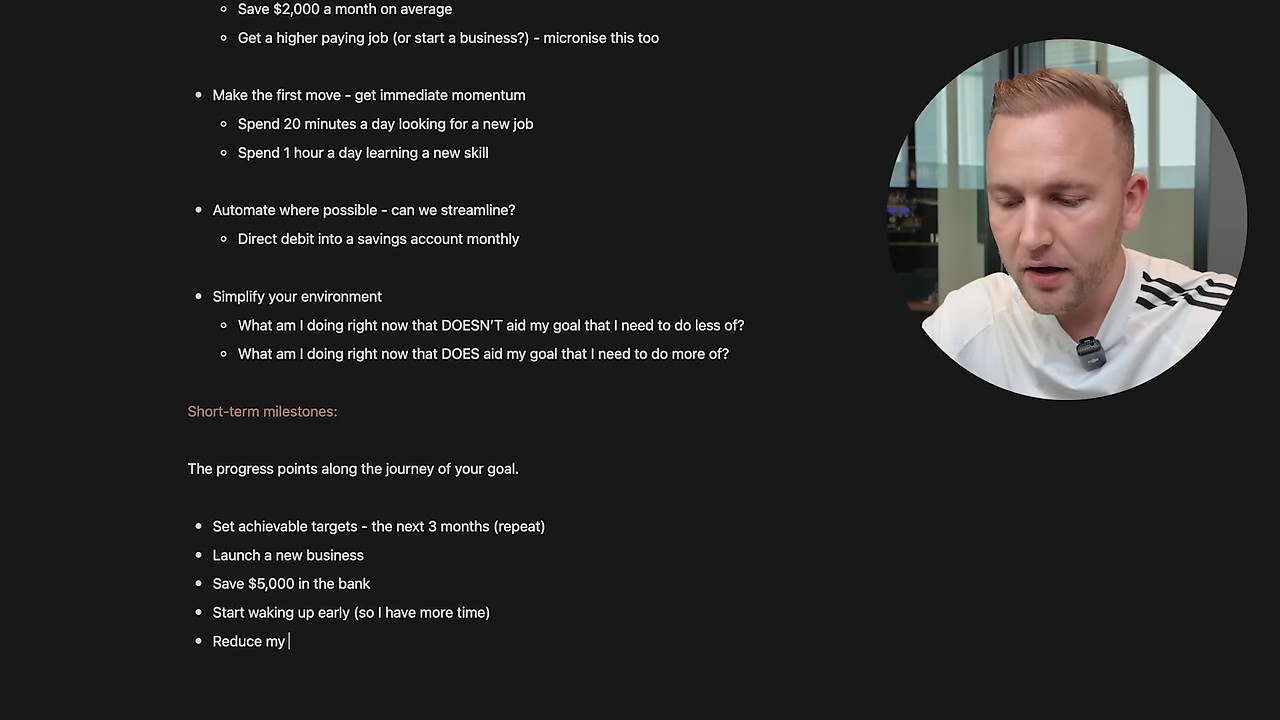 Save $2,000 a month on average
Get a higher paying job (or start a business?) - micronise this too
Make the first move - get immediate momentum
Spend 20 minutes a day looking for a new job
Spend 1 hour a day learning a new skill
Automate where possible - can we streamline?
Direct debit into a savings account monthly
Simplify your environment
What am I doing right now that DOESN'T aid my goal that I need to do less of?
What am I doing right now that DOES aid my goal that I need to do more of?
Short-term milestones:
The progress points along the journey of your goal.
Set achievable targets - the next 3 months (repeat)
Launch a new business
Save $5,000 in the bank
Start waking up early (so I have more time)
Reduce my